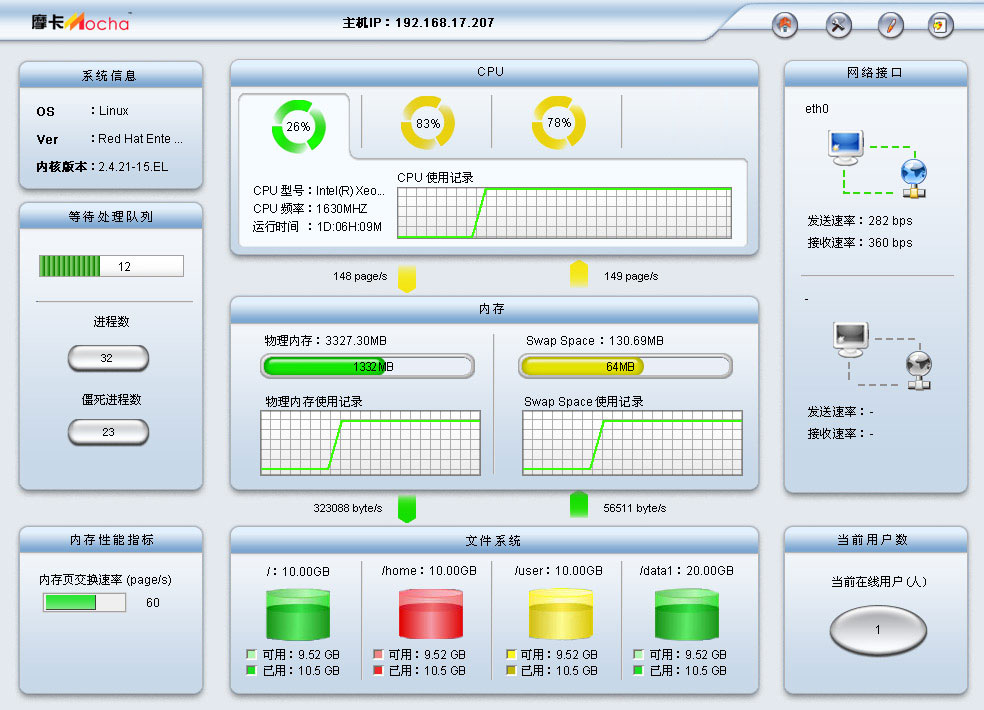 摩卡Mocha
主机IP：192.168.17.207
系统信息
OS ：Linux
Ver ：Red Hat Ente ...
内核版本：2.4.21-15.EL
等待处理队列
12
进程数
32
僵死进程数
23
内存性能指标
内存页交换速率 (page/s)
60
CPU
26%
83%
78%
CPU 型号：Intel(R) Xeo...
CPU 频率：1630MHZ
运行时间 ：1D:06H:09M
CPU 使用记录
148 page/s
149 page/s
内存
物理内存：3327.30MB
1332MB
物理内存使用记录
Swap Space：130.69MB
64MB
Swap Space 使用记录
323088 byte/s
56511 byte/s
文件系统
/：10.00GB
可用：9.52 GB
已用：10.5 GB
/home：10.00GB
可用：9.52 GB
已用：10.5 GB
/user：10.00GB
可用：9.52 GB
已用：10.5 GB
/data1：20.00GB
可用：9.52 GB
已用：10.5 GB
网络接口
eth0
发送速率：282 bps
接收速率：360 bps
-
发送速率：-
接收速率：-
当前用户数
当前在线用户(人)
1